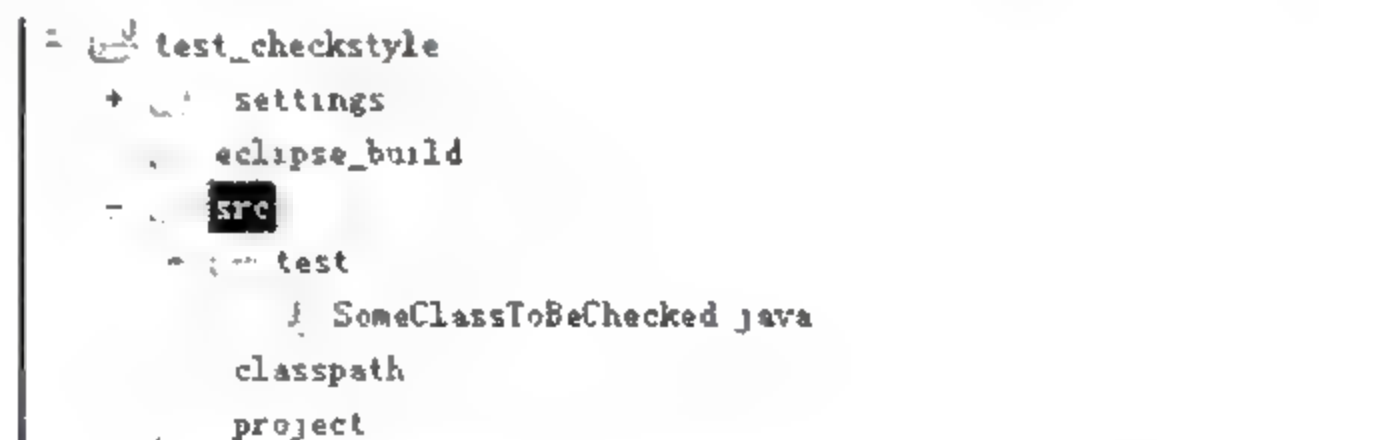 test_checkstyle
settings
eclipse_build
src
test
SomeClassToBeChecked java
classpath
project